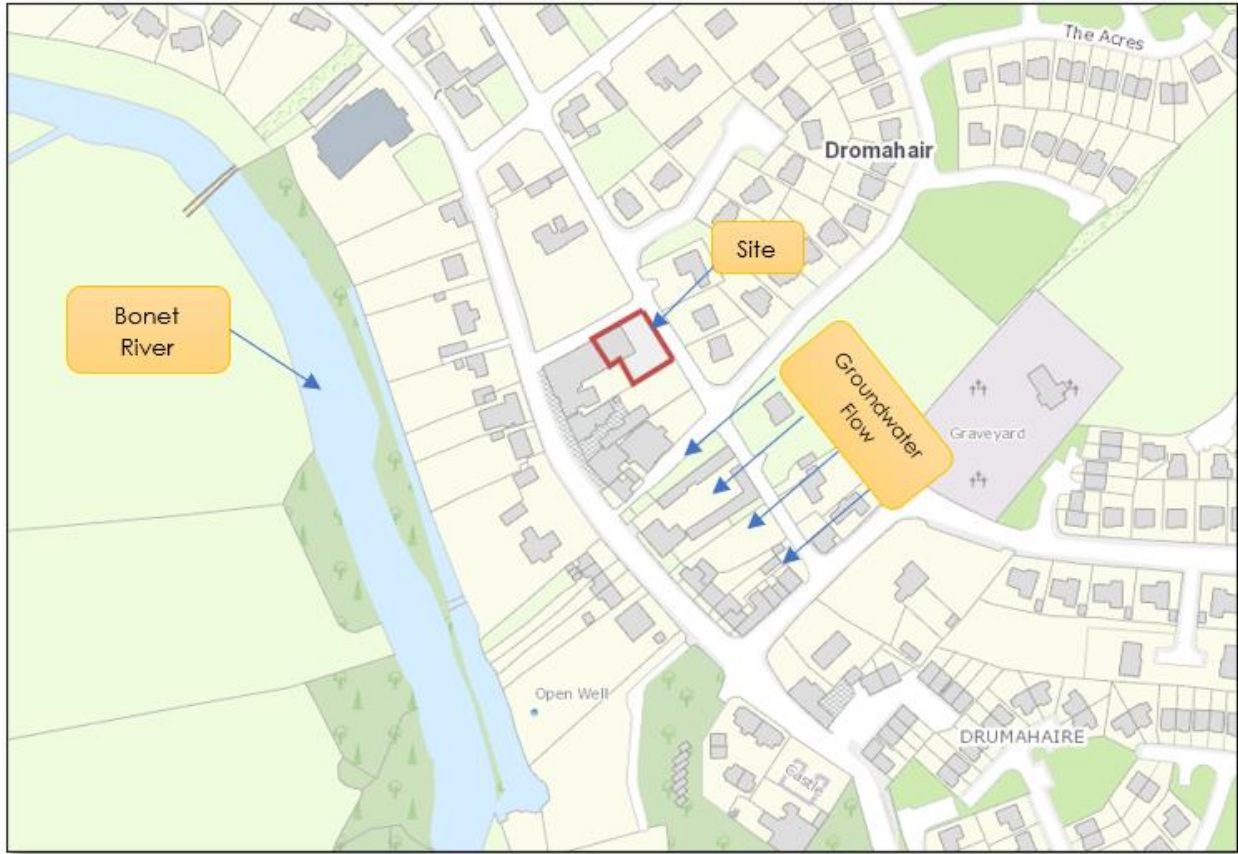 The Acres
Dromahair
Site
Bonet
River
Groundwater
Flow
Graveyard
Open Well
DRUMAHAIRE
Castle